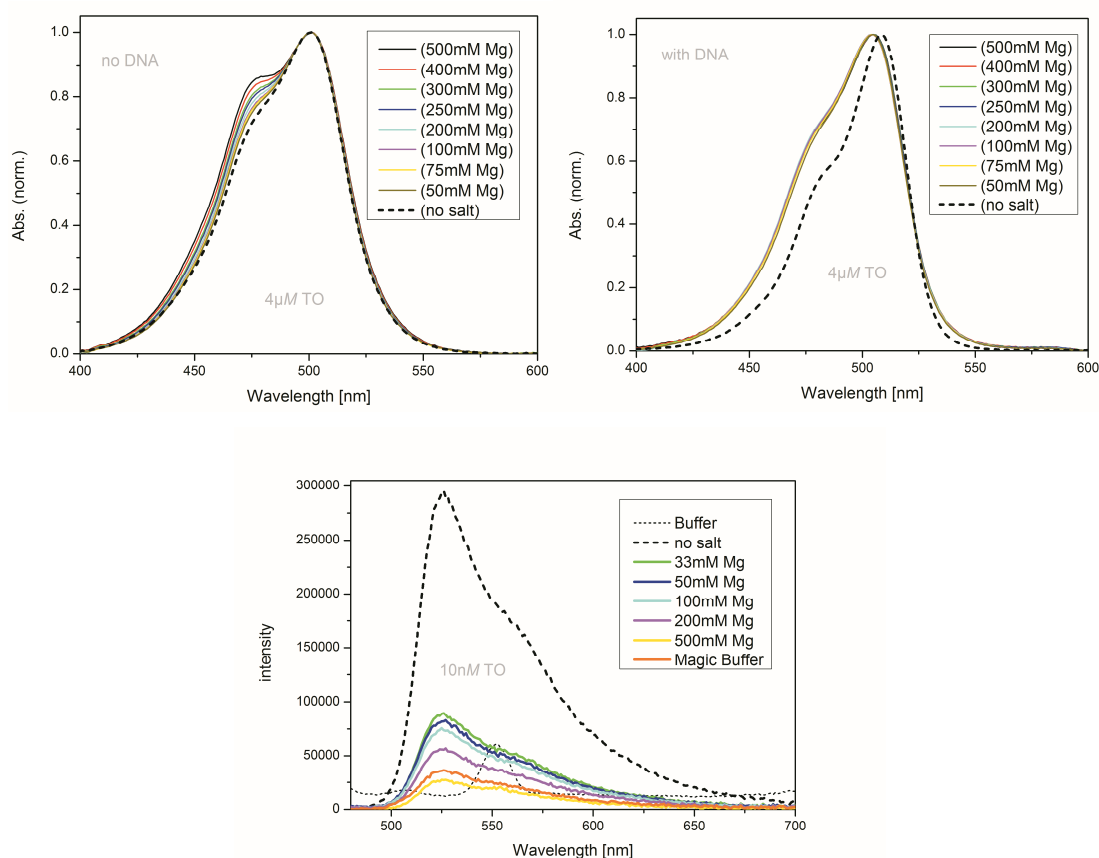 no DNA
(500mM Mg)
(400mM Mg)
(300mM Mg)
(250mM Mg)
(200mM Mg)
(100mM Mg)
(75mM Mg)
(50mM Mg)
(no salt)
4µM TO
Abs. (norm.)
1.0
0.8
0.6
0.4
0.2
0.0
400 450 500 550 600
Wavelength [nm]
with DNA
(500mM Mg)
(400mM Mg)
(300mM Mg)
(250mM Mg)
(200mM Mg)
(100mM Mg)
(75mM Mg)
(50mM Mg)
(no salt)
4µM TO
Abs. (norm.)
1.0
0.8
0.6
0.4
0.2
0.0
400 450 500 550 600
Wavelength [nm]
300000
250000
200000
150000
100000
50000
0
intensity
Buffer
no salt
33mM Mg
50mM Mg
100mM Mg
200mM Mg
500mM Mg
Magic Buffer
10nM TO
500 550 600 650 700
Wavelength [nm]